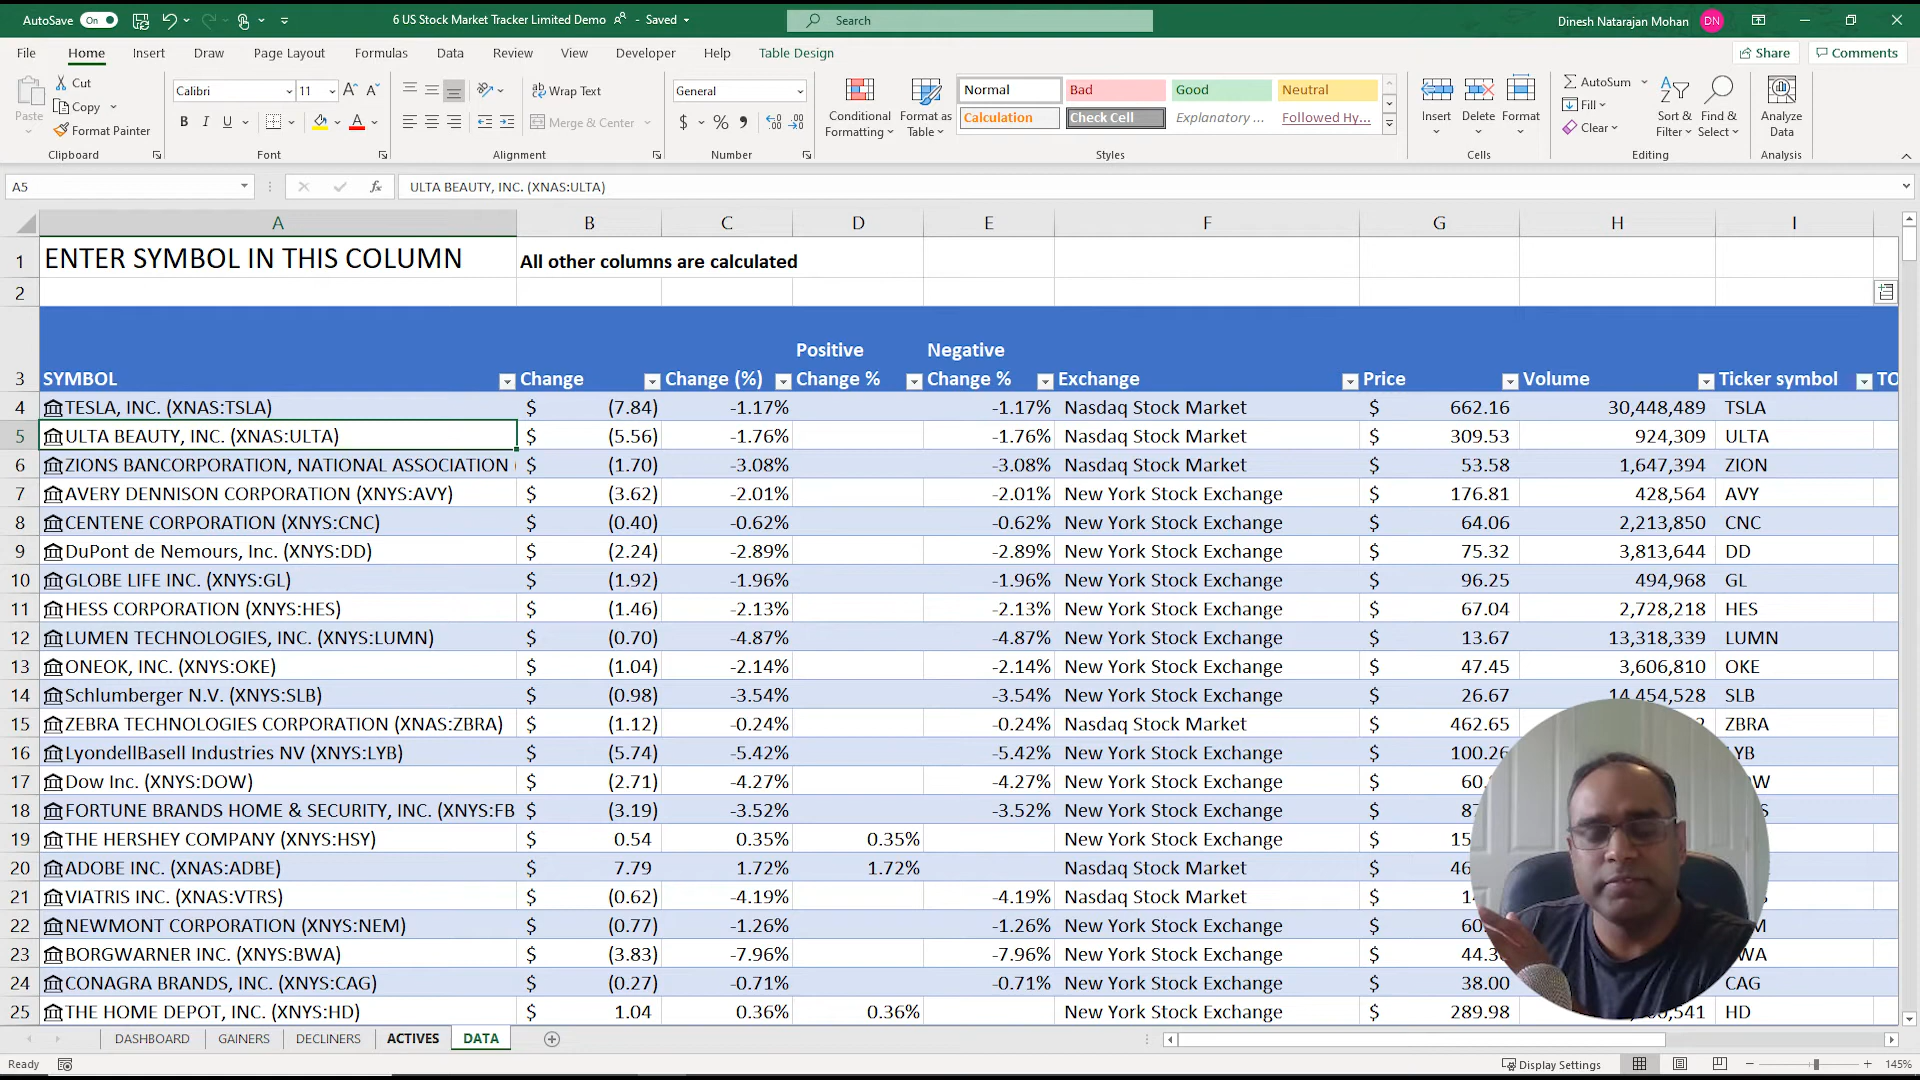 AutoSave On 6 US Stock Market Tracker Limited Demo - Saved Search Dinesh Natarajan Mohan DN
File Home Insert Draw Page Layout Formulas Data Review View Developer Help Table Design Share Comments
Cut Calibri 11 Wrap Text General Normal Bad Good Neutral AutoSum
Copy Merge & Center $ % Calculation Check Cell Explanatory ... Followed Hy... Fill
Paste Format Painter B I U Conditional Formatting Format as Table Insert Delete Format Clear Sort & Filter Find & Select Analyze Data
Clipboard Font Alignment Number Styles Cells Editing Analysis
A5 fx ULTA BEAUTY, INC. (XNAS:ULTA)
A B C D E F G H I
1 ENTER SYMBOL IN THIS COLUMN All other columns are calculated
2
3 SYMBOL Change Change (%) Positive Change % Negative Change % Exchange Price Volume Ticker symbol TO
4 TESLA, INC. (XNAS:TSLA) $ (7.84) -1.17% -1.17% Nasdaq Stock Market $ 662.16 30,448,489 TSLA
5 ULTA BEAUTY, INC. (XNAS:ULTA) $ (5.56) -1.76% -1.76% Nasdaq Stock Market $ 309.53 924,309 ULTA
6 ZIONS BANCORPORATION, NATIONAL ASSOCIATION ( $ (1.70) -3.08% -3.08% Nasdaq Stock Market $ 53.58 1,647,394 ZION
7 AVERY DENNISON CORPORATION (XNYS:AVY) $ (3.62) -2.01% -2.01% New York Stock Exchange $ 176.81 428,564 AVY
8 CENTENE CORPORATION (XNYS:CNC) $ (0.40) -0.62% -0.62% New York Stock Exchange $ 64.06 2,213,850 CNC
9 DuPont de Nemours, Inc. (XNYS:DD) $ (2.24) -2.89% -2.89% New York Stock Exchange $ 75.32 3,813,644 DD
10 GLOBE LIFE INC. (XNYS:GL) $ (1.92) -1.96% -1.96% New York Stock Exchange $ 96.25 494,968 GL
11 HESS CORPORATION (XNYS:HES) $ (1.46) -2.13% -2.13% New York Stock Exchange $ 67.04 2,728,218 HES
12 LUMEN TECHNOLOGIES, INC. (XNYS:LUMN) $ (0.70) -4.87% -4.87% New York Stock Exchange $ 13.67 13,318,339 LUMN
13 ONEOK, INC. (XNYS:OKE) $ (1.04) -2.14% -2.14% New York Stock Exchange $ 47.45 3,606,810 OKE
14 Schlumberger N.V. (XNYS:SLB) $ (0.98) -3.54% -3.54% New York Stock Exchange $ 26.67 14,454,528 SLB
15 ZEBRA TECHNOLOGIES CORPORATION (XNAS:ZBRA) $ (1.12) -0.24% -0.24% Nasdaq Stock Market $ 462.65 ZBRA
16 LyondellBasell Industries NV (XNYS:LYB) $ (5.74) -5.42% -5.42% New York Stock Exchange $ 100.26 LYB
17 Dow Inc. (XNYS:DOW) $ (2.71) -4.27% -4.27% New York Stock Exchange $ 60. OW
18 FORTUNE BRANDS HOME & SECURITY, INC. (XNYS:FB $ (3.19) -3.52% -3.52% New York Stock Exchange $ 87 S
19 THE HERSHEY COMPANY (XNYS:HSY) $ 0.54 0.35% 0.35% New York Stock Exchange $ 15
20 ADOBE INC. (XNAS:ADBE) $ 7.79 1.72% 1.72% Nasdaq Stock Market $ 46
21 VIATRIS INC. (XNAS:VTRS) $ (0.62) -4.19% -4.19% Nasdaq Stock Market $ 1
22 NEWMONT CORPORATION (XNYS:NEM) $ (0.77) -1.26% -1.26% New York Stock Exchange $ 60 M
23 BORGWARNER INC. (XNYS:BWA) $ (3.83) -7.96% -7.96% New York Stock Exchange $ 44.3 WA
24 CONAGRA BRANDS, INC. (XNYS:CAG) $ (0.27) -0.71% -0.71% New York Stock Exchange $ 38.00 CAG
25 THE HOME DEPOT, INC. (XNYS:HD) $ 1.04 0.36% 0.36% New York Stock Exchange $ 289.98 ,541 HD
DASHBOARD GAINERS DECLINERS ACTIVES DATA
Ready Display Settings 145%